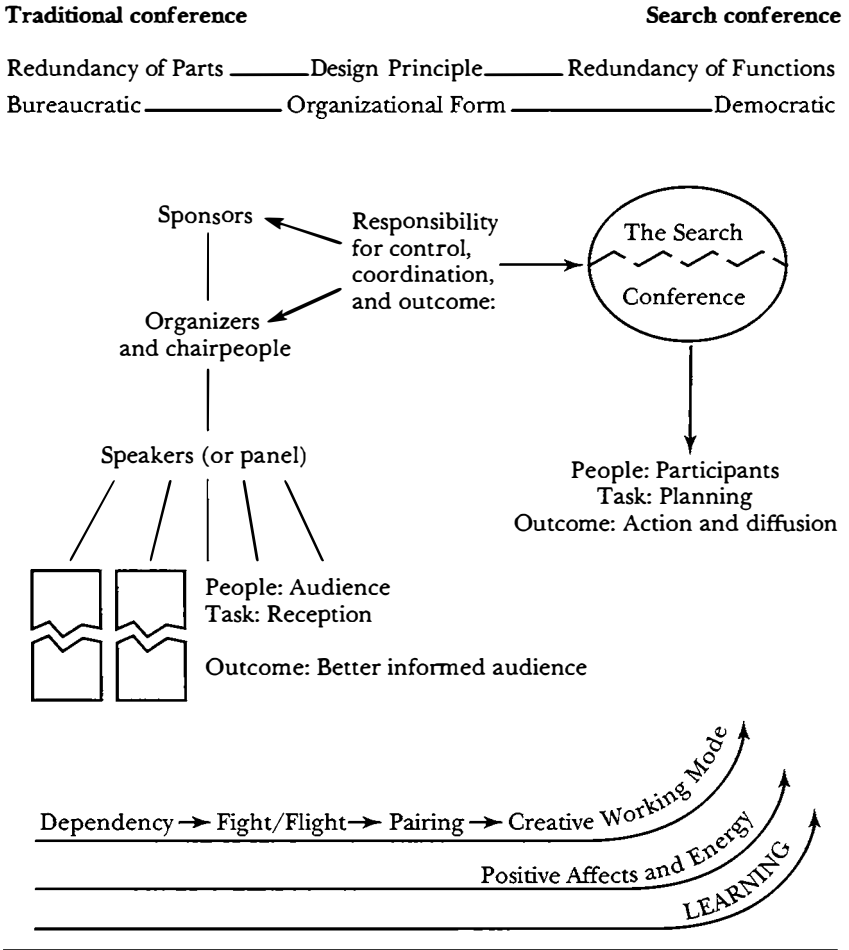 Traditional conference Search conference
Redundancy of Parts Design Principle Redundancy of Functions
Bureaucratic Organizational Form Democratic
Sponsors
Responsibility
for control,
coordination,
and outcome:
The Search
Conference
Organizers
and chairpeople
Speakers (or panel)
People: Participants
Task: Planning
Outcome: Action and diffusion
People: Audience
Task: Reception
Outcome: Better informed audience
Dependency → Fight/Flight → Pairing → Creative Working Mode
Positive Affects and Energy
LEARNING